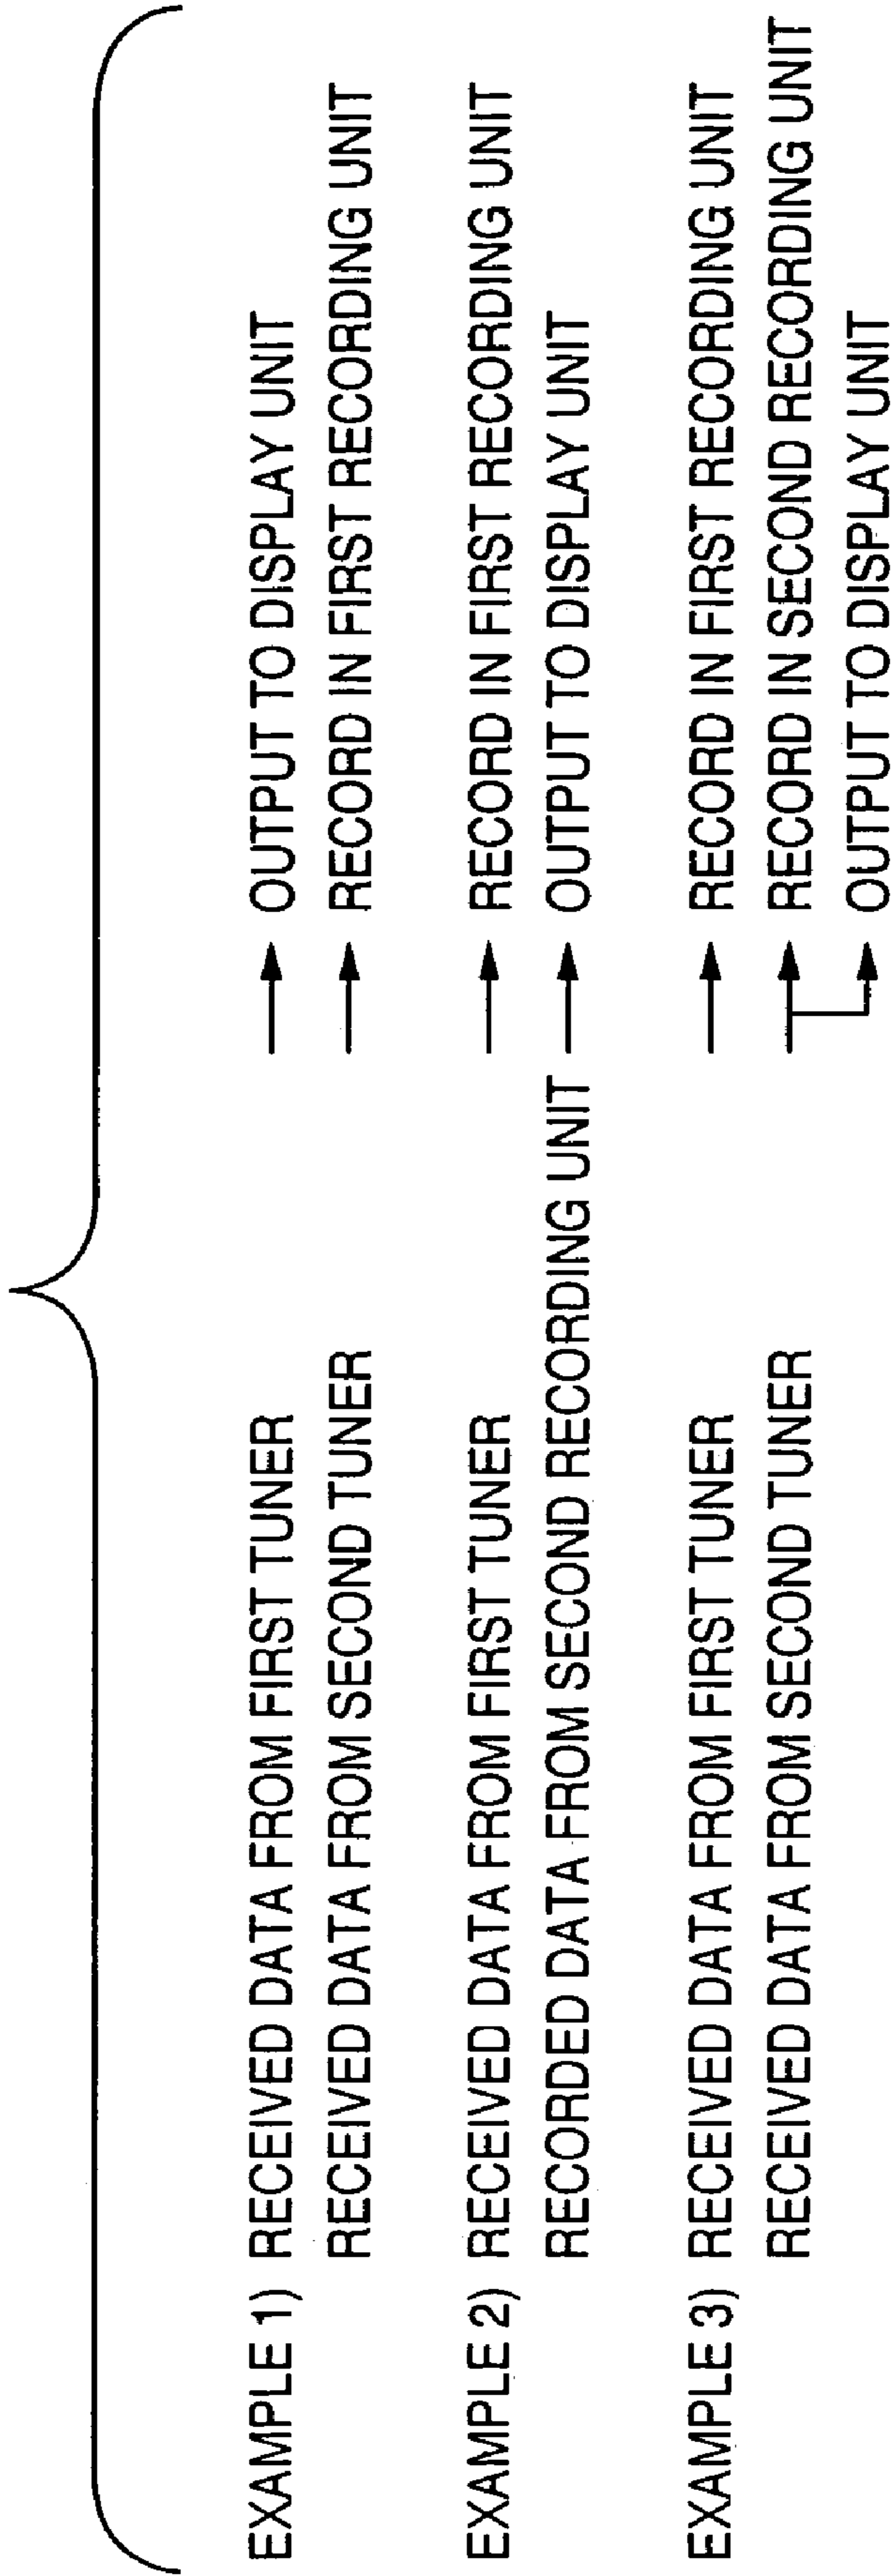 EXAMPLE 1) RECEIVED DATA FROM FIRST TUNER → OUTPUT TO DISPLAY UNIT
RECEIVED DATA FROM SECOND TUNER → RECORD IN FIRST RECORDING UNIT
EXAMPLE 2) RECEIVED DATA FROM FIRST TUNER → RECORD IN FIRST RECORDING UNIT
RECORDED DATA FROM SECOND RECORDING UNIT → OUTPUT TO DISPLAY UNIT
EXAMPLE 3) RECEIVED DATA FROM FIRST TUNER → RECORD IN FIRST RECORDING UNIT
RECEIVED DATA FROM SECOND TUNER → RECORD IN SECOND RECORDING UNIT
OUTPUT TO DISPLAY UNIT